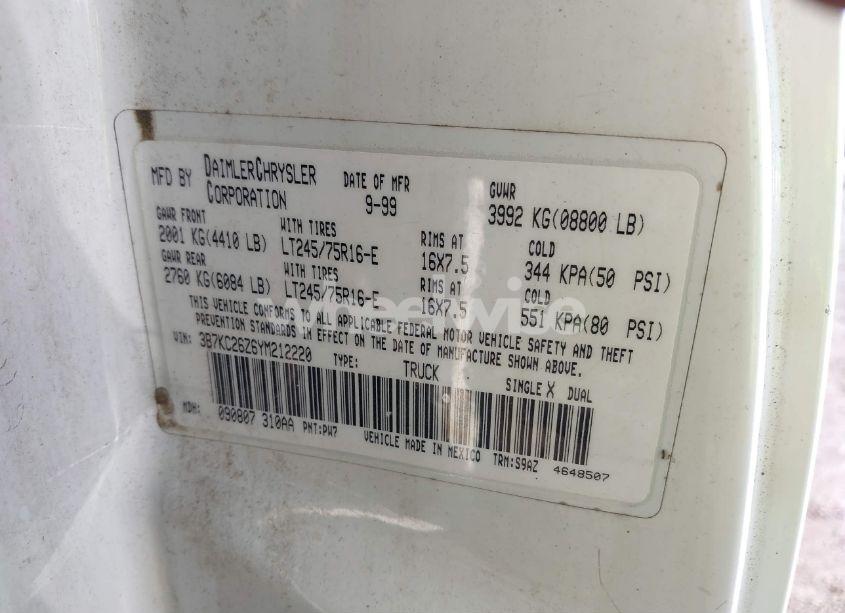 MFD BY DAIMLERCHRYSLER CORPORATION DATE OF MFR 9-99 GVWR 3992 KG(08800 LB)
GAWR FRONT WITH TIRES RIMS AT COLD
2001 KG(4410 LB) LT245/75R16-E 16X7.5 344 KPA(50 PSI)
GAWR REAR WITH TIRES RIMS AT COLD
2760 KG(6084 LB) LT245/75R16-E 16X7.5 551 KPA(80 PSI)
THIS VEHICLE CONFORMS TO ALL APPLICABLE FEDERAL MOTOR VEHICLE SAFETY AND THEFT
PREVENTION STANDARDS IN EFFECT ON THE DATE OF MANUFACTURE SHOWN ABOVE.
VIN: 3B7KC26Z6YM212220 TYPE: TRUCK SINGLE X DUAL
MDH: 090807 310AA PNT:PW7 VEHICLE MADE IN MEXICO TRM:S9AZ 4648507